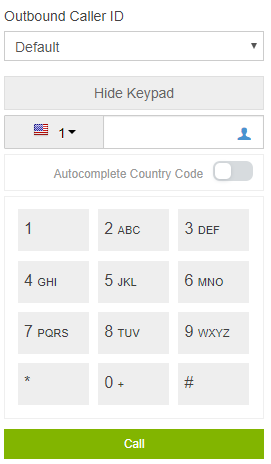 Outbound Caller ID
Default
Hide Keypad
1
Autocomplete Country Code
1 2 ABC 3 DEF
4 GHI 5 JKL 6 MNO
7 PQRS 8 TUV 9 WXYZ
* 0 + #
Call